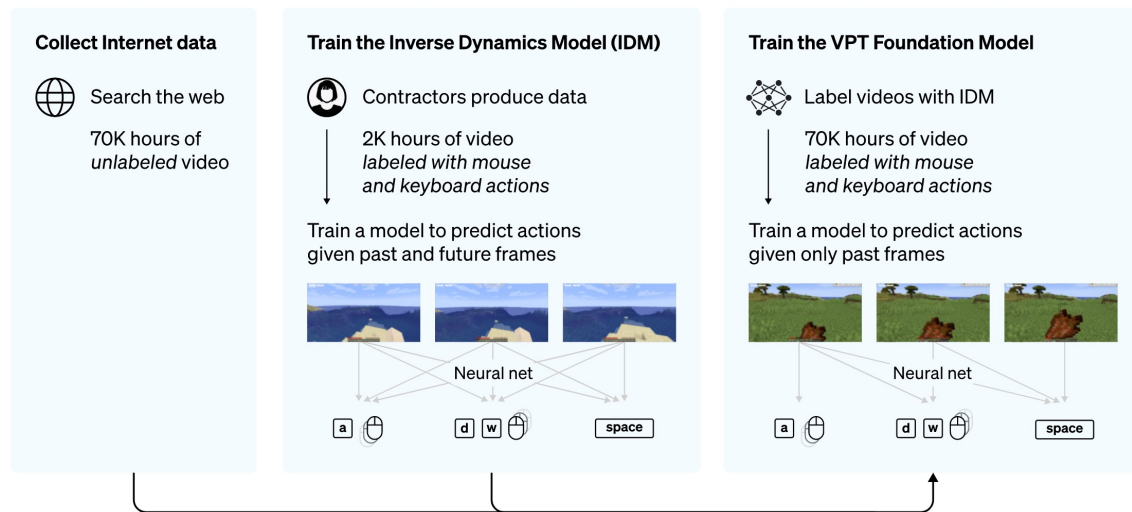 Collect Internet data
Search the web
70K hours of
unlabeled video
Train the Inverse Dynamics Model (IDM)
Contractors produce data
2K hours of video
labeled with mouse
and keyboard actions
Train a model to predict actions
given past and future frames
Neural net
a
d w
space
Train the VPT Foundation Model
Label videos with IDM
70K hours of video
labeled with mouse
and keyboard actions
Train a model to predict actions
given only past frames
Neural net
a
d w
space